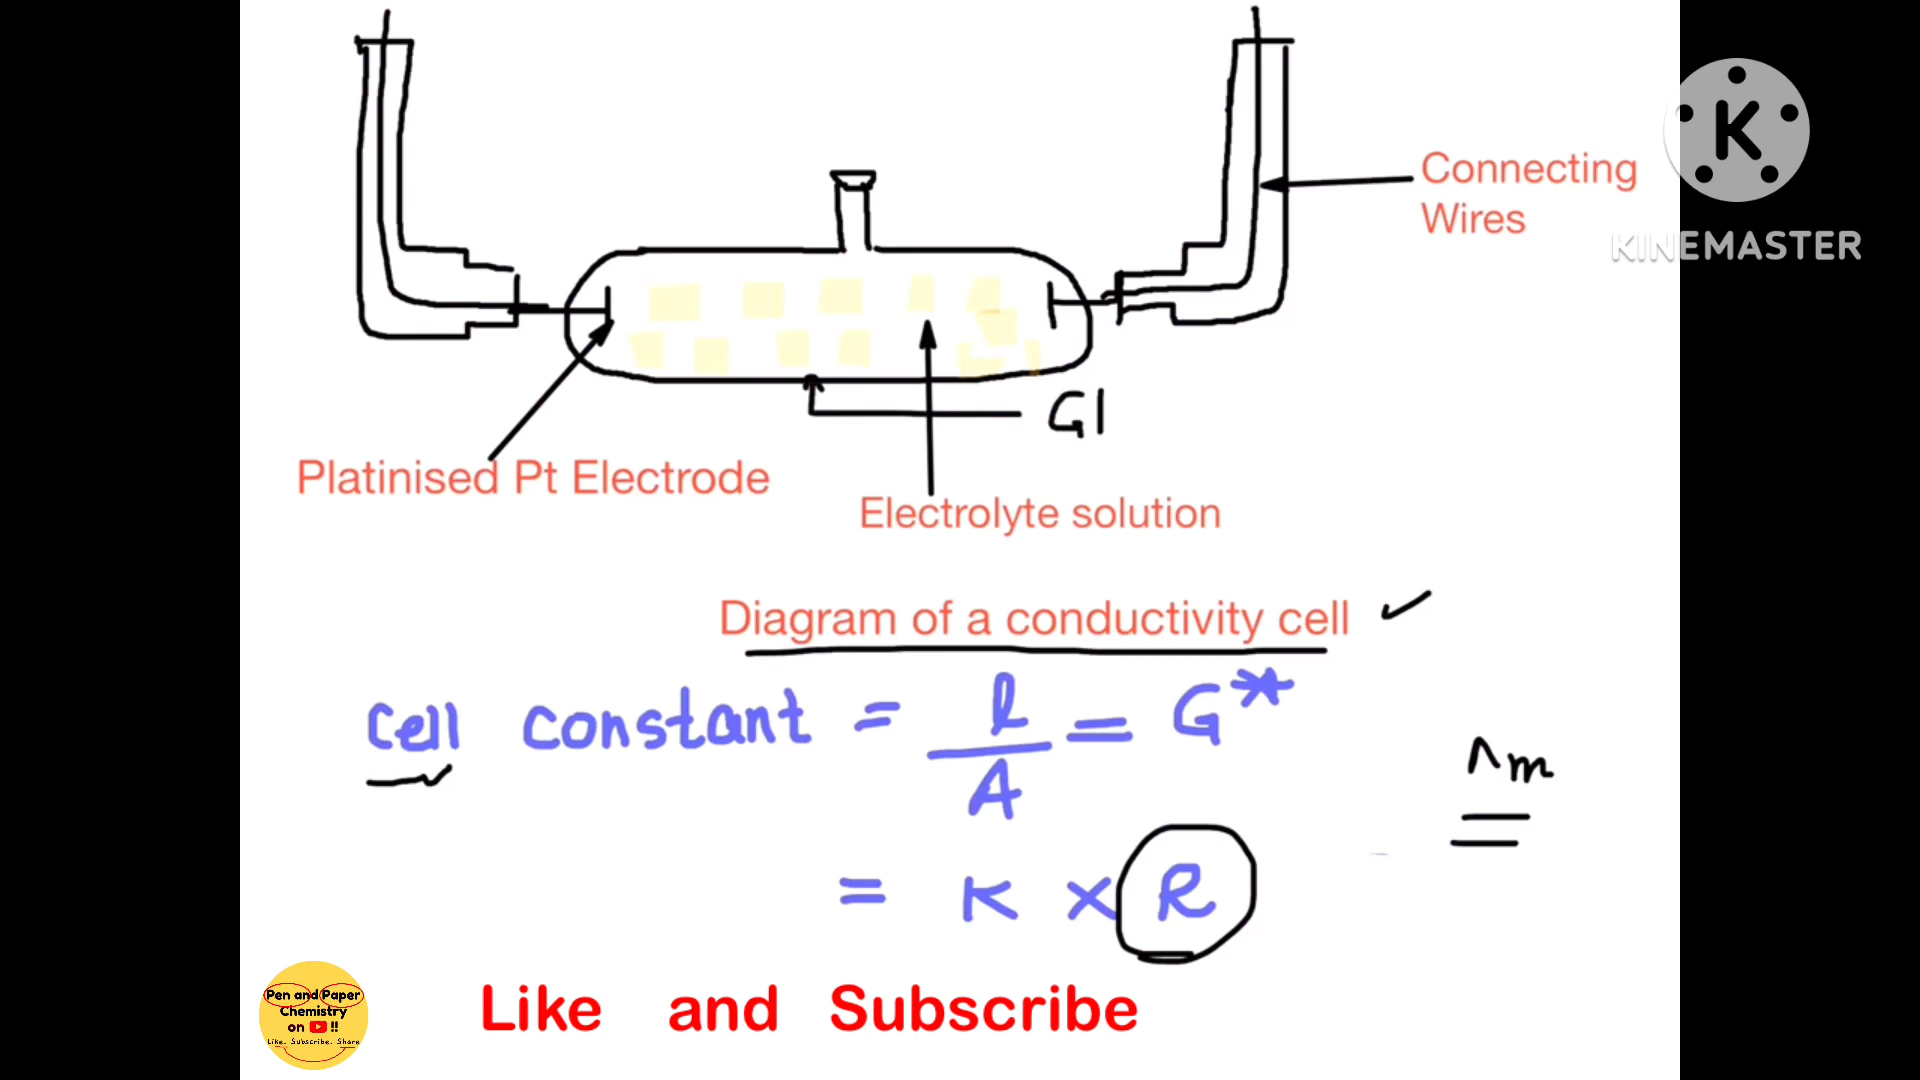 Connecting
Wires
K
KINEMASTER
Gl
Platinised Pt Electrode
Electrolyte solution
Diagram of a conductivity cell ✓
Cell constant = l/A = G*
Λm
= K × R
Pen and Paper
Chemistry
on !!
Like. Subscribe. Share
Like and Subscribe